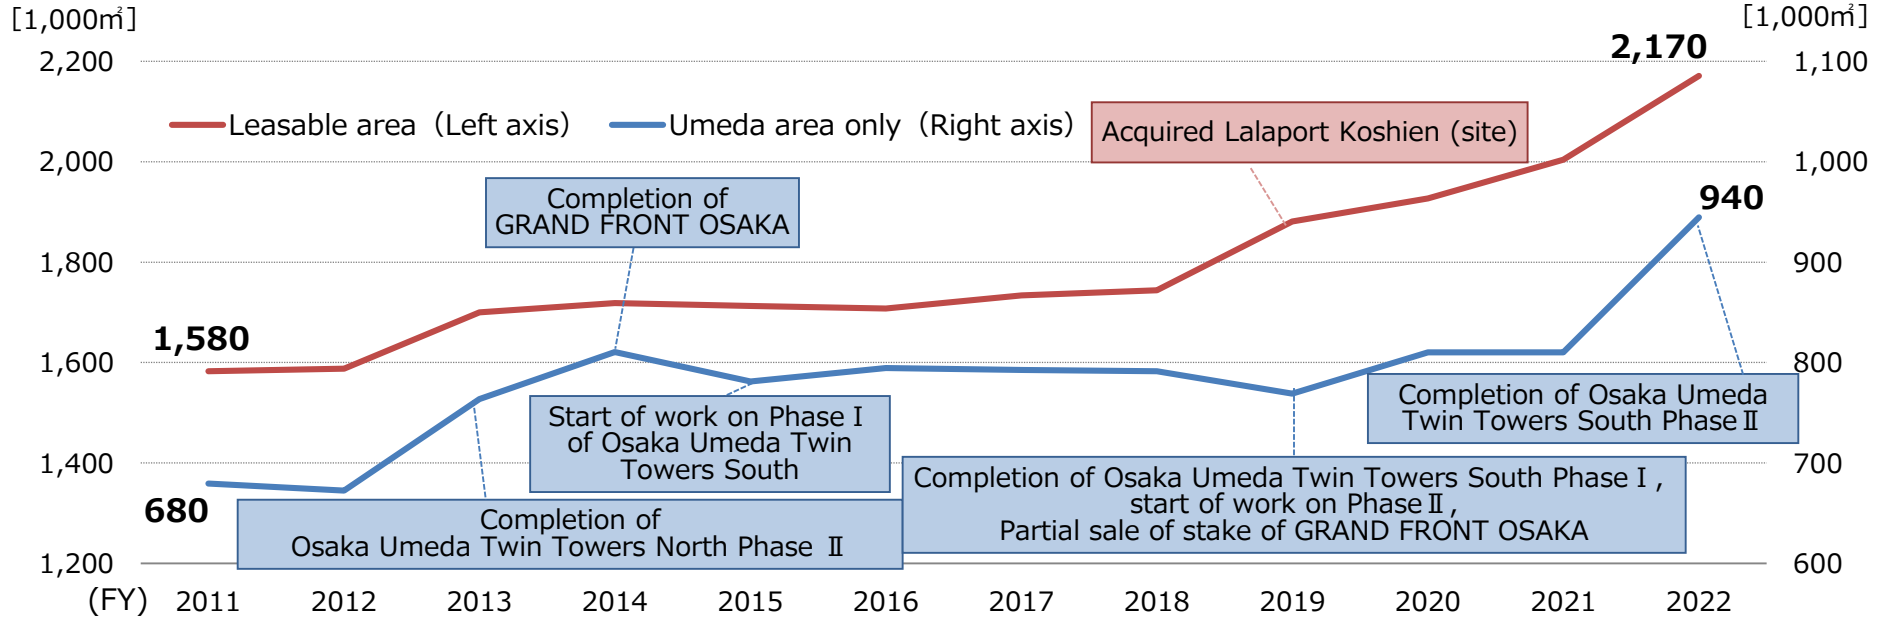 [1,000㎡]
[1,000㎡]
2,200
2,000
1,800
1,600
1,400
1,200
1,100
1,000
900
800
700
600
Leasable area（Left axis）
Umeda area only（Right axis）
2,170
940
1,580
680
Acquired Lalaport Koshien (site)
Completion of
GRAND FRONT OSAKA
Start of work on Phase Ⅰ
of Osaka Umeda Twin
Towers South
Completion of
Osaka Umeda Twin Towers North Phase Ⅱ
Completion of Osaka Umeda Twin Towers South Phase Ⅰ,
start of work on Phase Ⅱ,
Partial sale of stake of GRAND FRONT OSAKA
Completion of Osaka Umeda
Twin Towers South Phase Ⅱ
(FY) 2011 2012 2013 2014 2015 2016 2017 2018 2019 2020 2021 2022